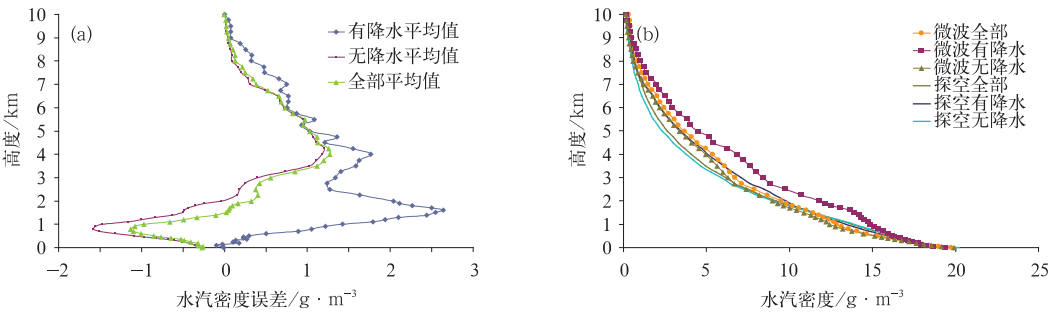 (a)
有降水平均值
无降水平均值
全部平均值
高度/km
10
9
8
7
6
5
4
3
2
1
0
−2
−1
0
1
2
3
水汽密度误差/g · m⁻³
(b)
微波全部
微波有降水
微波无降水
探空全部
探空有降水
探空无降水
高度/km
10
9
8
7
6
5
4
3
2
1
0
0
5
10
15
20
25
水汽密度/g · m⁻³